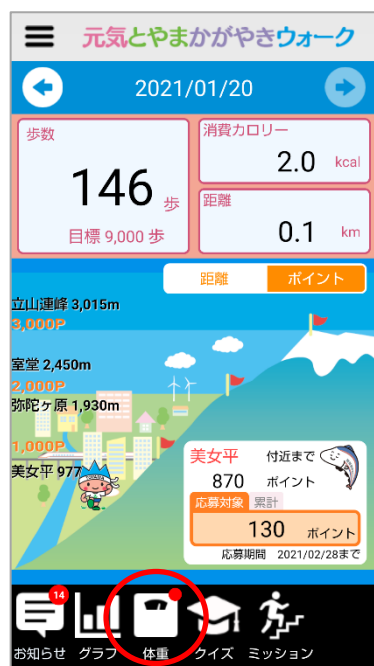 元気とやまかがやきウォーク
2021/01/20
歩数
146 歩
目標 9,000 歩
消費カロリー
2.0 kcal
距離
0.1 km
距離 ポイント
立山連峰 3,015m
3,000P
室堂 2,450m
2,000P
弥陀ヶ原 1,930m
1,000P
美女平 977
美女平 付近まで
870 ポイント
応募対象 累計
130 ポイント
応募期間 2021/02/28まで
14
お知らせ グラフ 体重 クイズ ミッション